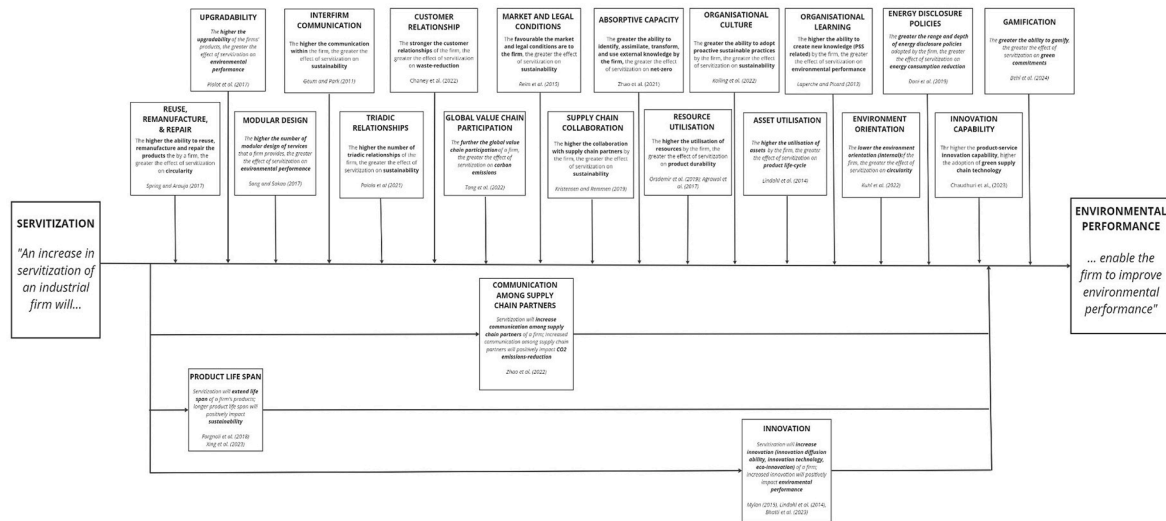 UPGRADABILITY
The higher the
upgradability of the firms'
products, the greater the
effect of servitization on
environmental
performance
Pialot et al. (2017)
INTERFIRM
COMMUNICATION
The higher the communication
within the firm, the greater the
effect of servitization on
sustainability
CUSTOMER
RELATIONSHIP
The stronger the customer
relationships of the firm, the
greater the effect of servitization
on waste-reduction
Chaney et al. (2022)
MARKET AND LEGAL
CONDITIONS
The favourable the market
and legal conditions are to
the firm, the greater the effect
of servitization on
sustainability
Reim et al. (2015)
ABSORPTIVE CAPACITY
The greater the ability to
identify, assimilate, transform,
and use external knowledge by
the firm, the greater the effect
of servitization on net-zero
ORGANISATIONAL
CULTURE
The greater the ability to adopt
proactive sustainable practices
by the firm, the greater the
effect of servitization on
sustainability
Kolling et al. (2022)
ORGANISATIONAL
LEARNING
The higher the ability to
create new knowledge (PSS
related) by the firm, the
greater the effect of
servitization on
environmental performance
Laperche and Picard (2013)
ENERGY DISCLOSURE
POLICIES
The greater the range and depth
of energy disclosure policies
adopted by the firm, the greater
the effect of servitization on
energy consumption reduction
Doni et al. (2019)
GAMIFICATION
The greater the ability to gamify,
the greater the effect of
servitization on green
commitments
Behl et al. (2024)
REUSE,
REMANUFACTURE,
& REPAIR
The higher the ability to reuse,
remanufacture and repair the
products the by a firm, the
greater the effect of
servitization on
circularity
Spring and Araujo (2017)
MODULAR DESIGN
The higher the number of
modular design of services
that a firm provides, the greater
the effect of servitization on
environmental performance
Song and Sakao (2017)
TRIADIC
RELATIONSHIPS
The higher the number of
triadic relationships of the
firm, the greater the effect of
servitization on
sustainability
Paiola et al (2021)
GLOBAL VALUE CHAIN
PARTICIPATION
The further the global value
chain participation of a firm,
the greater the effect of
servitization on carbon
emissions
Tang et al. (2022)
SUPPLY CHAIN
COLLABORATION
The higher the collaboration
with supply chain partners by
the firm, the greater the effect
of servitization on
sustainability
Kristensen and Remmen (2019)
RESOURCE
UTILISATION
The higher the utilisation of
resources by the firm, the
greater the effect of
servitization on
product durability
Orsdemir et al. (2019); Agrawal et
al. (2017)
ASSET UTILISATION
The higher the utilisation of
assets by the firm, the greater
the effect of servitization on
product life-cycle
Lindahl et al. (2014)
ENVIRONMENT
ORIENTATION
The lower the environment
orientation (internal)of the
firm, the greater the effect of
servitization on circularity
Kuhl et al. (2022)
INNOVATION
CAPABILITY
The higher the product-service
innovation capability, higher
the adoption of green supply
chain technology
Chaudhuri et al., (2023)
SERVITIZATION
"An increase in
servitization of
an industrial
firm will...
ENVIRONMENTAL
PERFORMANCE
... enable the
firm to improve
environmental
performance"
COMMUNICATION
AMONG SUPPLY
CHAIN PARTNERS
Servitization will increase
communication among supply
chain partners of a firm; increased
communication among supply chain
partners will positively impact CO2
emissions-reduction
Zhao et al. (2022)
PRODUCT LIFE SPAN
Servitization will extend life
span of a firm's products;
longer product life span will
positively impact
sustainability
Fargnoli et al. (2018)
Xing et al. (2023)
INNOVATION
Servitization will increase
innovation (innovation diffusion
ability, innovation technology,
eco-innovation) of a firm;
increased innovation will positively
impact enviromental
performance
Mylan (2015), Lindahl et al. (2014),
Bhatti et al. (2023)